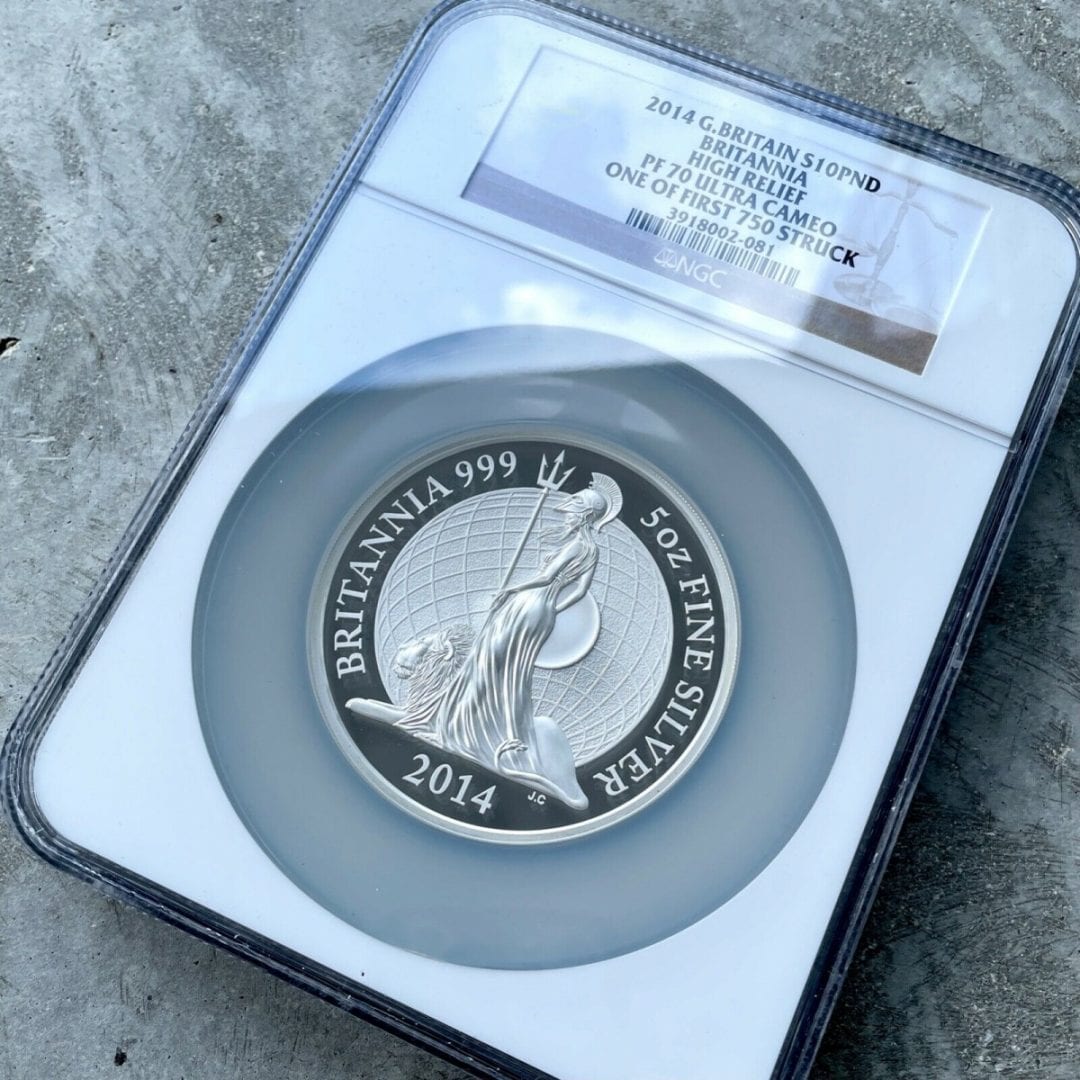 2014 G.BRITAIN S10PND
BRITANNIA
HIGH RELIEF
PF 70 ULTRA CAMEO
ONE OF FIRST 750 STRUCK
3918002-081
NGC
BRITANNIA 999
5oz FINE SILVER
2014
J.C